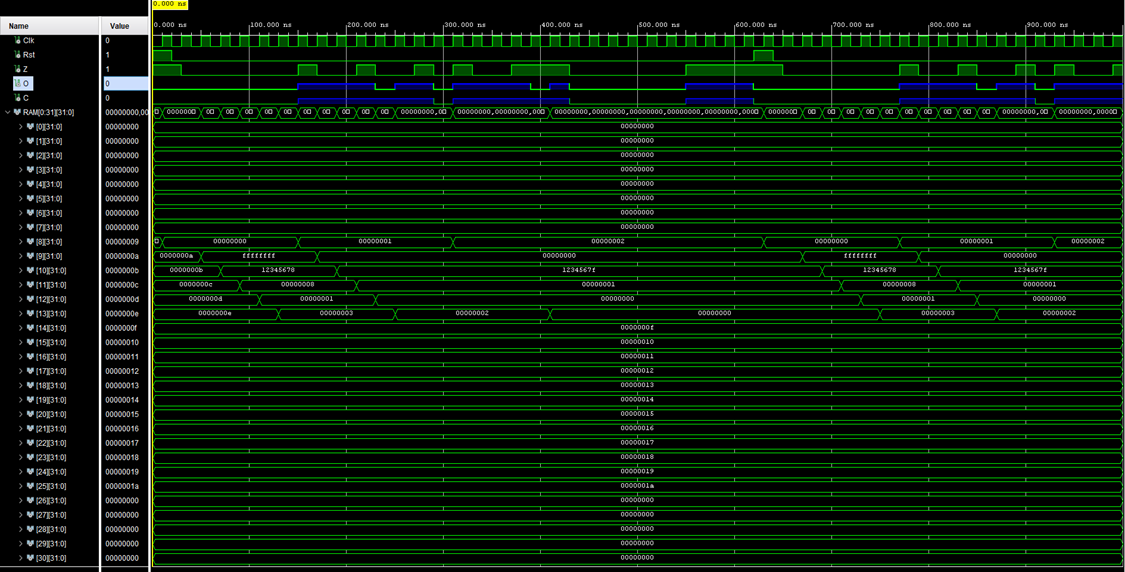 0.000 ns
Name Value 0.000 ns 100.000 ns 200.000 ns 300.000 ns 400.000 ns 500.000 ns 600.000 ns 700.000 ns 800.000 ns 900.000 ns
Clk 0
Rst 1
Z 1
O 0
C 0
RAM[0:31][31:0] 00000000,00
[0][31:0] 00000000 00000000
[1][31:0] 00000000 00000000
[2][31:0] 00000000 00000000
[3][31:0] 00000000 00000000
[4][31:0] 00000000 00000000
[5][31:0] 00000000 00000000
[6][31:0] 00000000 00000000
[7][31:0] 00000000 00000000
[8][31:0] 00000009 00000000 00000001 00000002 00000000 00000001 00000002
[9][31:0] 0000000a 0000000a ffffffff 00000000 ffffffff 00000000
[10][31:0] 0000000b 0000000b 12345678 1234567f 12345678 1234567f
[11][31:0] 0000000c 0000000c 00000008 00000001 00000008 00000001
[12][31:0] 0000000d 0000000d 00000001 00000000 00000001 00000000
[13][31:0] 0000000e 0000000e 00000003 00000002 00000000 00000003 00000002
[14][31:0] 0000000f 0000000f
[15][31:0] 00000010 00000010
[16][31:0] 00000011 00000011
[17][31:0] 00000012 00000012
[18][31:0] 00000013 00000013
[19][31:0] 00000014 00000014
[20][31:0] 00000015 00000015
[21][31:0] 00000016 00000016
[22][31:0] 00000017 00000017
[23][31:0] 00000018 00000018
[24][31:0] 00000019 00000019
[25][31:0] 0000001a 0000001a
[26][31:0] 00000000 00000000
[27][31:0] 00000000 00000000
[28][31:0] 00000000 00000000
[29][31:0] 00000000 00000000
[30][31:0] 00000000 00000000